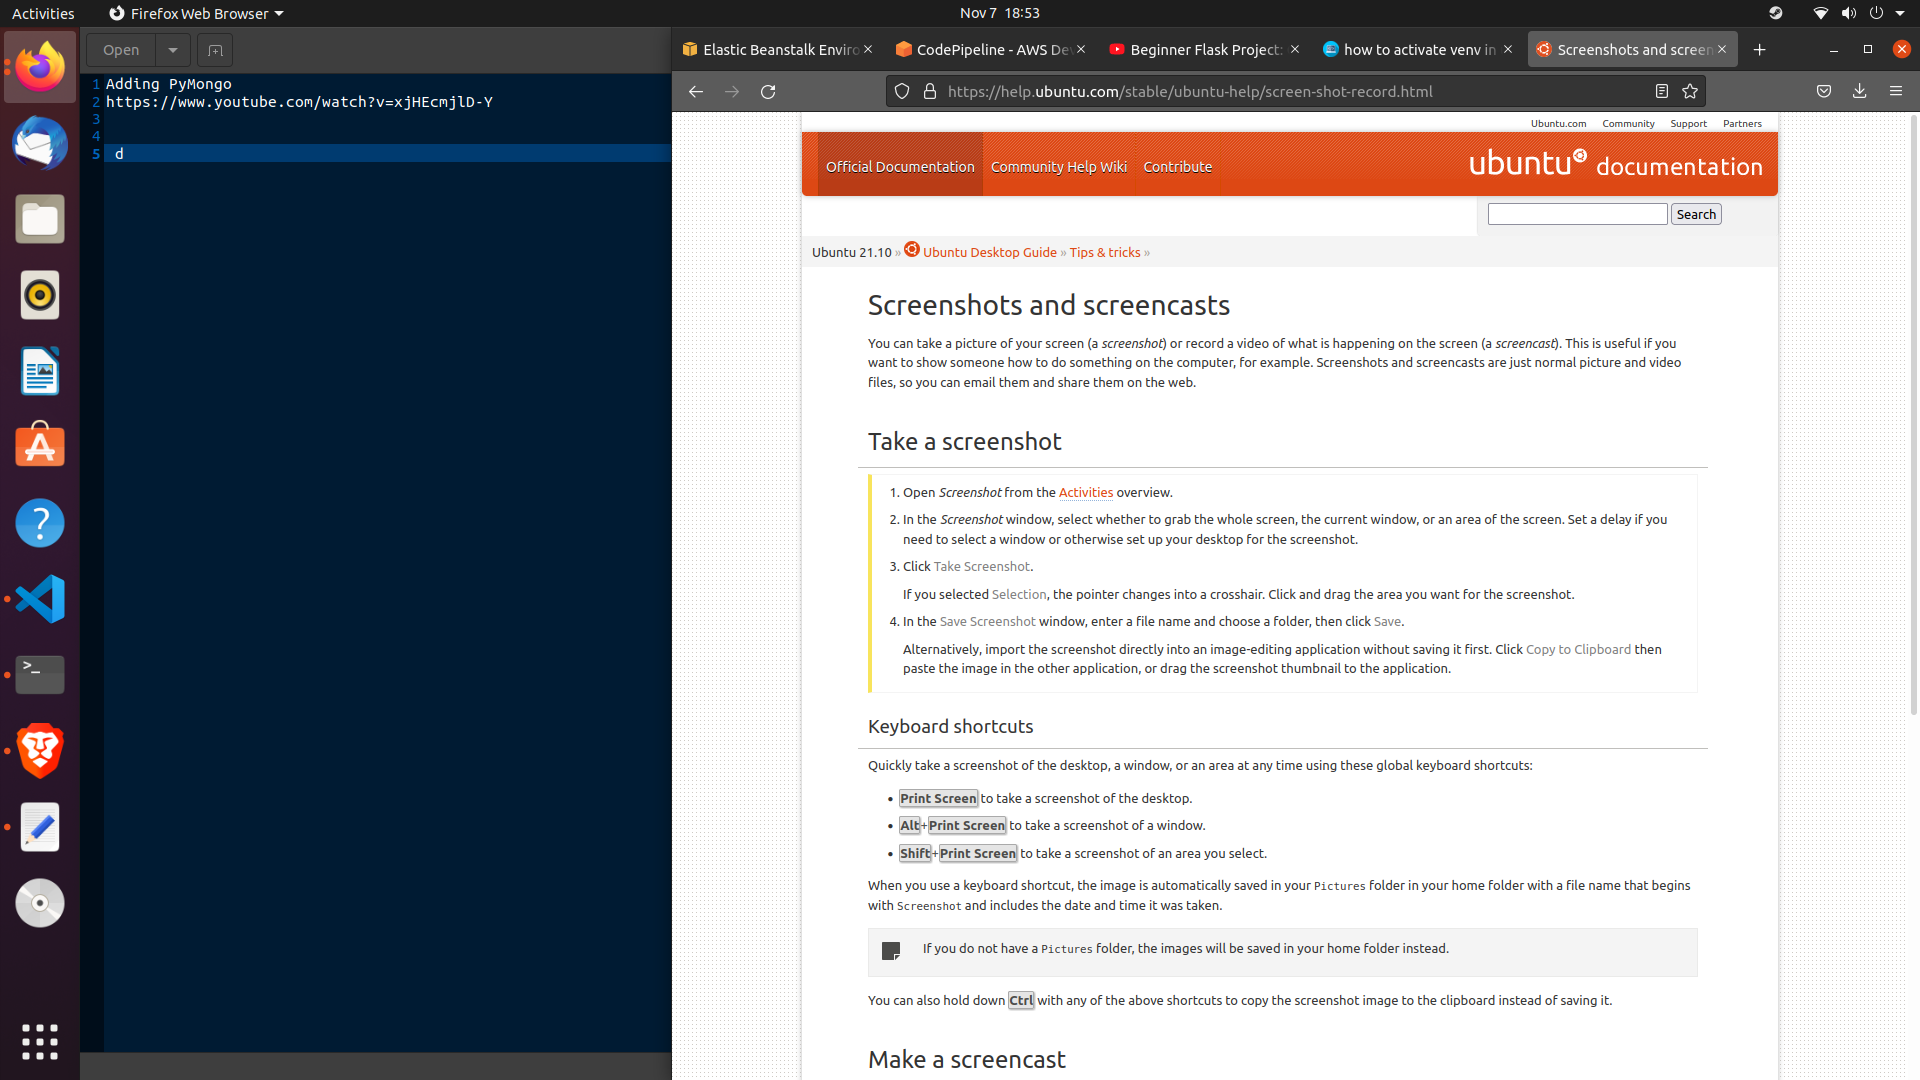 Activities
Firefox Web Browser
Nov 7 18:53
Open
1 Adding PyMongo
2 https://www.youtube.com/watch?v=xjHEcmjlD-Y
3
4
5 d
Elastic Beanstalk Enviro
CodePipeline - AWS De
Beginner Flask Project:
how to activate venv in
Screenshots and screen
https://help.ubuntu.com/stable/ubuntu-help/screen-shot-record.html
Ubuntu.com Community Support Partners
Official Documentation Community Help Wiki Contribute
ubuntu documentation
Search
Ubuntu 21.10 » Ubuntu Desktop Guide » Tips & tricks »
Screenshots and screencasts
You can take a picture of your screen (a screenshot) or record a video of what is happening on the screen (a screencast). This is useful if you
want to show someone how to do something on the computer, for example. Screenshots and screencasts are just normal picture and video
files, so you can email them and share them on the web.
Take a screenshot
1. Open Screenshot from the Activities overview.
2. In the Screenshot window, select whether to grab the whole screen, the current window, or an area of the screen. Set a delay if you
need to select a window or otherwise set up your desktop for the screenshot.
3. Click Take Screenshot.
If you selected Selection, the pointer changes into a crosshair. Click and drag the area you want for the screenshot.
4. In the Save Screenshot window, enter a file name and choose a folder, then click Save.
Alternatively, import the screenshot directly into an image-editing application without saving it first. Click Copy to Clipboard then
paste the image in the other application, or drag the screenshot thumbnail to the application.
Keyboard shortcuts
Quickly take a screenshot of the desktop, a window, or an area at any time using these global keyboard shortcuts:
• Print Screen to take a screenshot of the desktop.
• Alt+Print Screen to take a screenshot of a window.
• Shift+Print Screen to take a screenshot of an area you select.
When you use a keyboard shortcut, the image is automatically saved in your Pictures folder in your home folder with a file name that begins
with Screenshot and includes the date and time it was taken.
If you do not have a Pictures folder, the images will be saved in your home folder instead.
You can also hold down Ctrl with any of the above shortcuts to copy the screenshot image to the clipboard instead of saving it.
Make a screencast